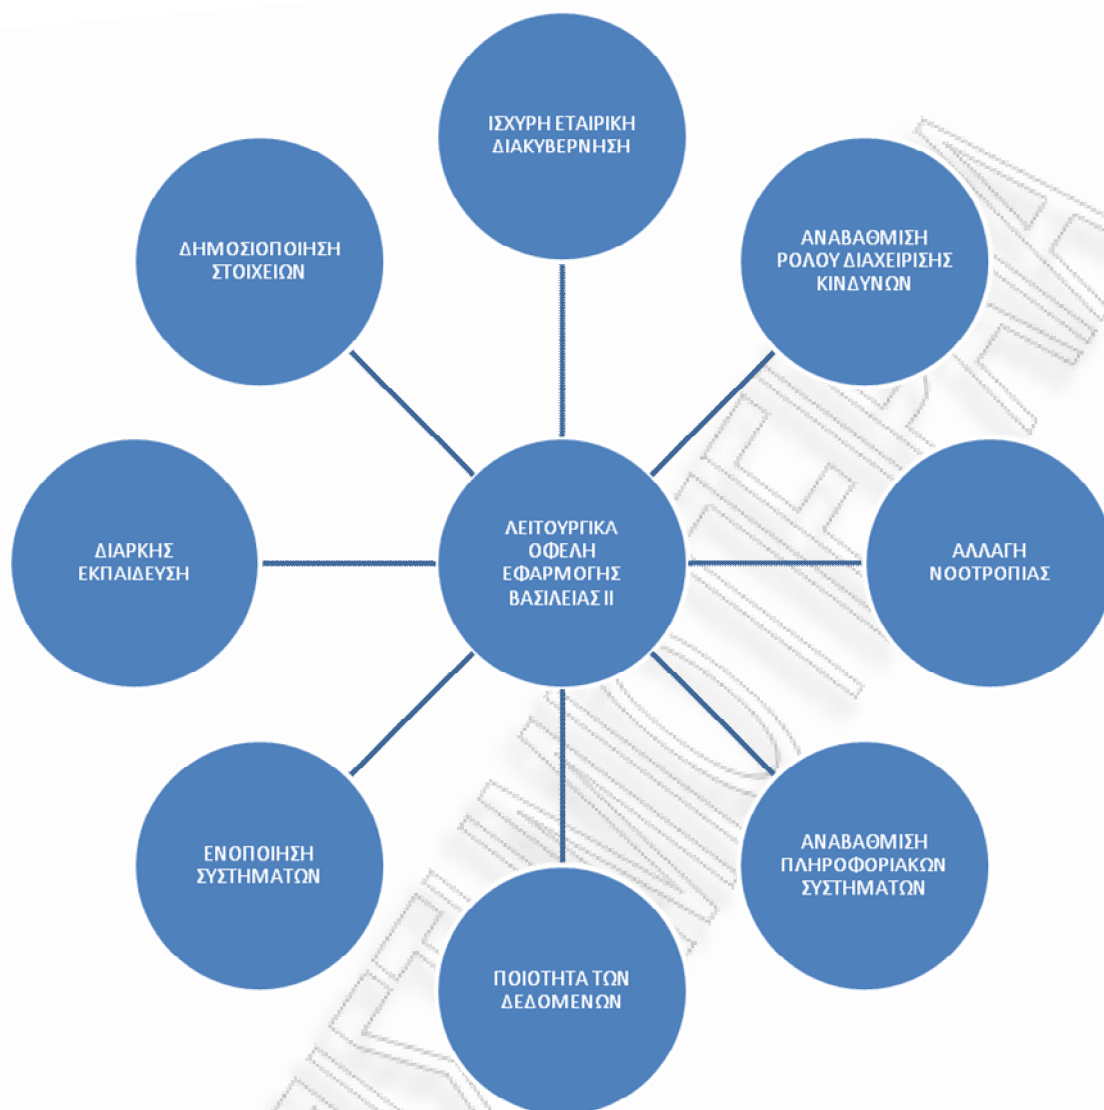 ΙΣΧΥΡΗ ΕΤΑΙΡΙΚΗ
ΔΙΑΚΥΒΕΡΝΗΣΗ
ΑΝΑΒΑΘΜΙΣΗ
ΡΟΛΟΥ ΔΙΑΧΕΙΡΙΣΗΣ
ΚΙΝΔΥΝΩΝ
ΑΛΛΑΓΗ
ΝΟΟΤΡΟΠΙΑΣ
ΑΝΑΒΑΘΜΙΣΗ
ΠΛΗΡΟΦΟΡΙΑΚΩΝ
ΣΥΣΤΗΜΑΤΩΝ
ΠΟΙΟΤΗΤΑ ΤΩΝ
ΔΕΔΟΜΕΝΩΝ
ΕΝΟΠΟΙΗΣΗ
ΣΥΣΤΗΜΑΤΩΝ
ΔΙΑΡΚΗΣ
ΕΚΠΑΙΔΕΥΣΗ
ΔΗΜΟΣΙΟΠΟΙΗΣΗ
ΣΤΟΙΧΕΙΩΝ
ΛΕΙΤΟΥΡΓΙΚΑ
ΟΦΕΛΗ
ΕΦΑΡΜΟΓΗΣ
ΒΑΣΙΛΕΙΑΣ ΙΙ